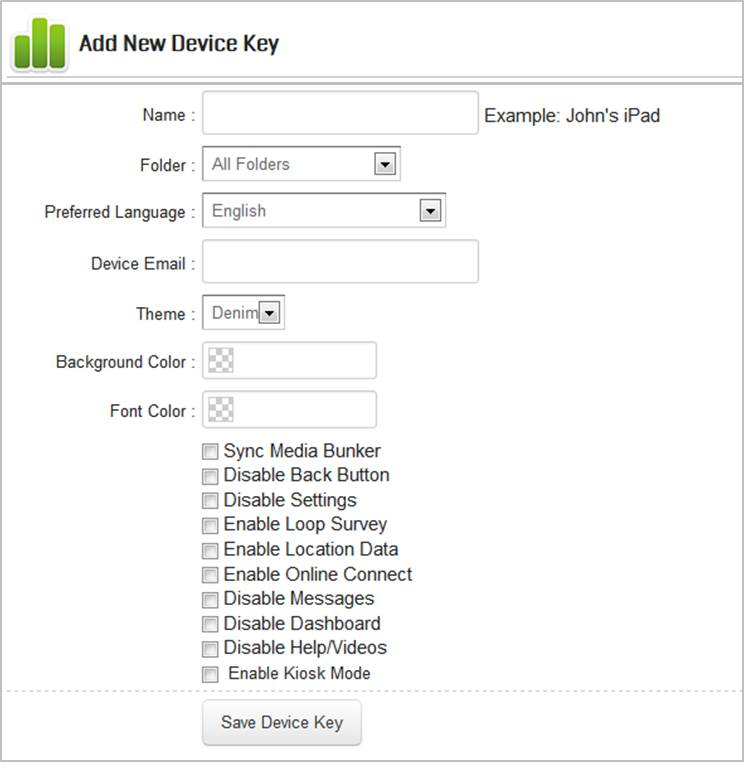 Add New Device Key
Name : Example: John's iPad
Folder : All Folders
Preferred Language : English
Device Email :
Theme : Denim
Background Color :
Font Color :
Sync Media Bunker
Disable Back Button
Disable Settings
Enable Loop Survey
Enable Location Data
Enable Online Connect
Disable Messages
Disable Dashboard
Disable Help/Videos
Enable Kiosk Mode
Save Device Key